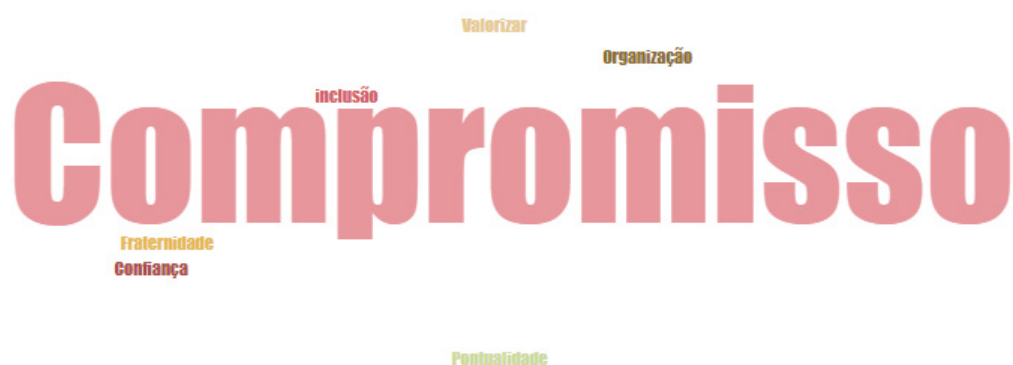 Valorizar
Organização
inclusão
Compromisso
Fraternidade
Confiança
Pontualidade